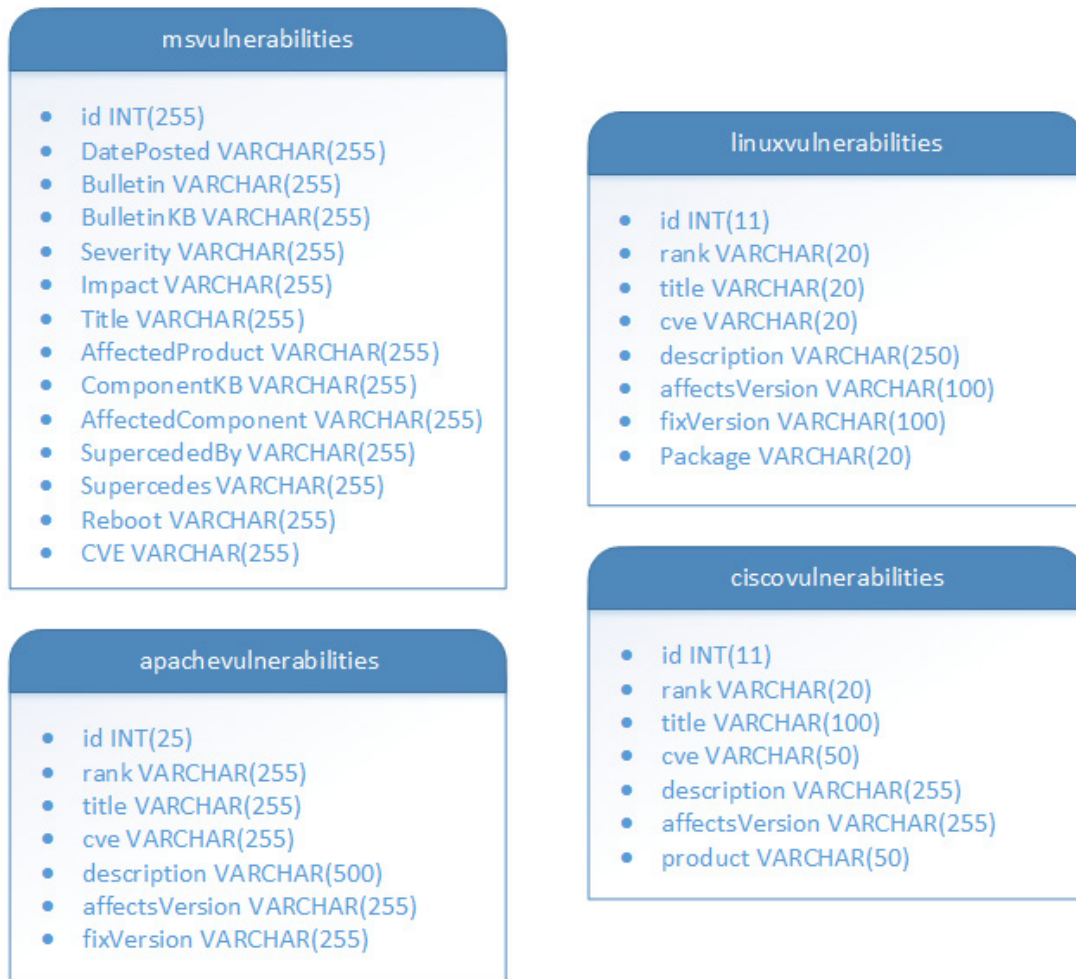 msvulnerabilities
• id INT(255)
• DatePosted VARCHAR(255)
• Bulletin VARCHAR(255)
• BulletinKB VARCHAR(255)
• Severity VARCHAR(255)
• Impact VARCHAR(255)
• Title VARCHAR(255)
• AffectedProduct VARCHAR(255)
• ComponentKB VARCHAR(255)
• AffectedComponent VARCHAR(255)
• SupercededBy VARCHAR(255)
• Supercedes VARCHAR(255)
• Reboot VARCHAR(255)
• CVE VARCHAR(255)
linuxvulnerabilities
• id INT(11)
• rank VARCHAR(20)
• title VARCHAR(20)
• cve VARCHAR(20)
• description VARCHAR(250)
• affectsVersion VARCHAR(100)
• fixVersion VARCHAR(100)
• Package VARCHAR(20)
apachevulnerabilities
• id INT(25)
• rank VARCHAR(255)
• title VARCHAR(255)
• cve VARCHAR(255)
• description VARCHAR(500)
• affectsVersion VARCHAR(255)
• fixVersion VARCHAR(255)
ciscovulnerabilities
• id INT(11)
• rank VARCHAR(20)
• title VARCHAR(100)
• cve VARCHAR(50)
• description VARCHAR(255)
• affectsVersion VARCHAR(255)
• product VARCHAR(50)